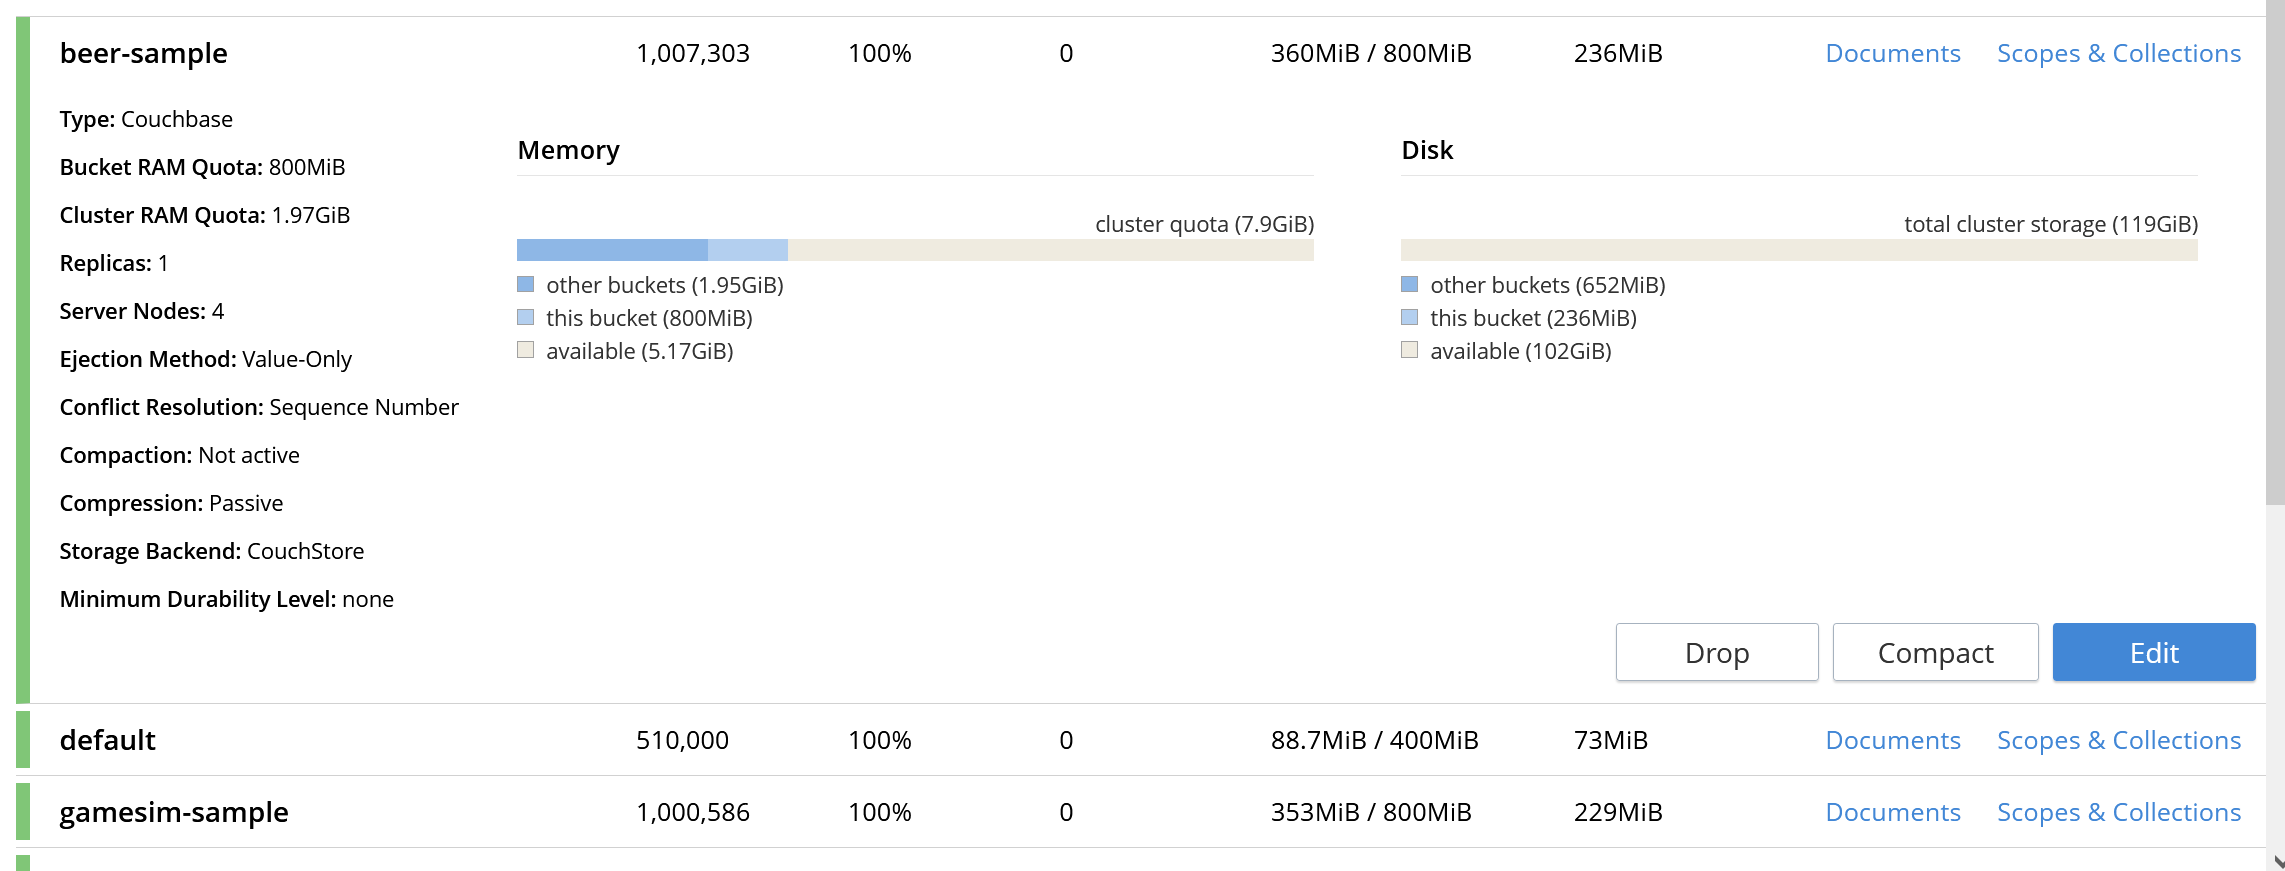 beer-sample 1,007,303 100% 0 360MiB / 800MiB 236MiB Documents Scopes & Collections
Type: Couchbase
Bucket RAM Quota: 800MiB
Cluster RAM Quota: 1.97GiB
Replicas: 1
Server Nodes: 4
Ejection Method: Value-Only
Conflict Resolution: Sequence Number
Compaction: Not active
Compression: Passive
Storage Backend: CouchStore
Minimum Durability Level: none
Memory
cluster quota (7.9GiB)
other buckets (1.95GiB)
this bucket (800MiB)
available (5.17GiB)
Disk
total cluster storage (119GiB)
other buckets (652MiB)
this bucket (236MiB)
available (102GiB)
Drop Compact Edit
default 510,000 100% 0 88.7MiB / 400MiB 73MiB Documents Scopes & Collections
gamesim-sample 1,000,586 100% 0 353MiB / 800MiB 229MiB Documents Scopes & Collections